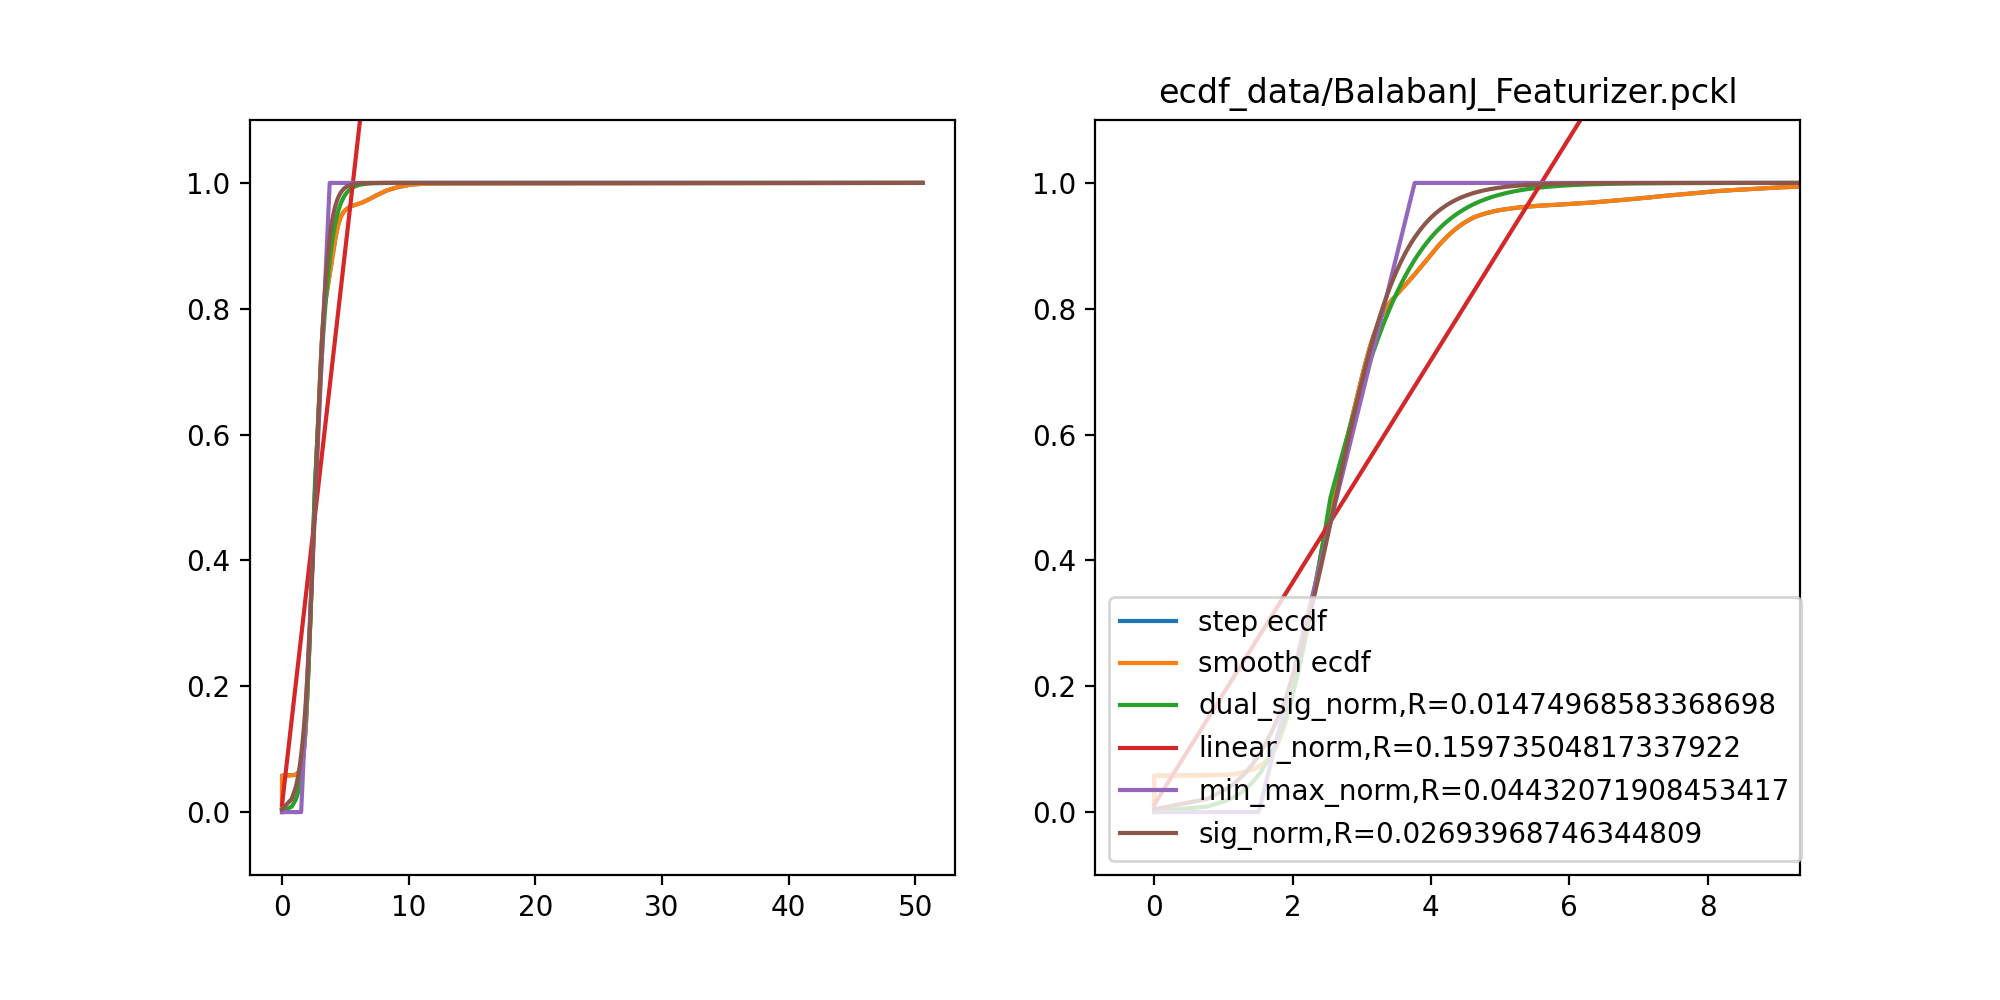 ecdf_data/BalabanJ_Featurizer.pckl
1.0
0.8
0.6
0.4
0.2
0.0
0 10 20 30 40 50
1.0
0.8
0.6
0.4
0.2
0.0
step ecdf
smooth ecdf
dual_sig_norm,R=0.01474968583368698
linear_norm,R=0.15973504817337922
min_max_norm,R=0.04432071908453417
sig_norm,R=0.02693968746344809
0 2 4 6 8